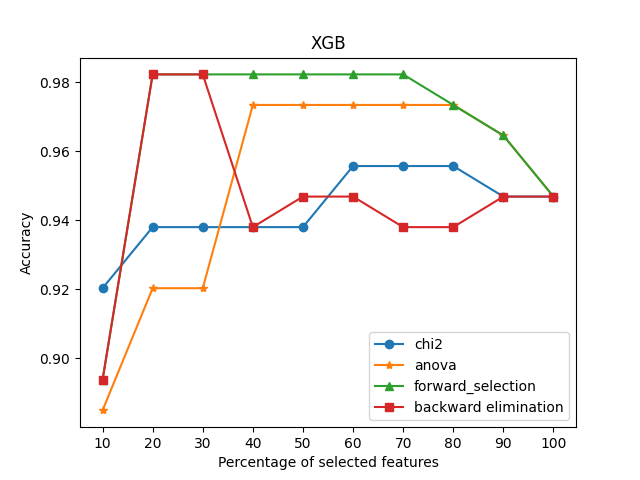 XGB
0.98
0.96
0.94
0.92
0.90
Accuracy
chi2
anova
forward_selection
backward elimination
10 20 30 40 50 60 70 80 90 100
Percentage of selected features